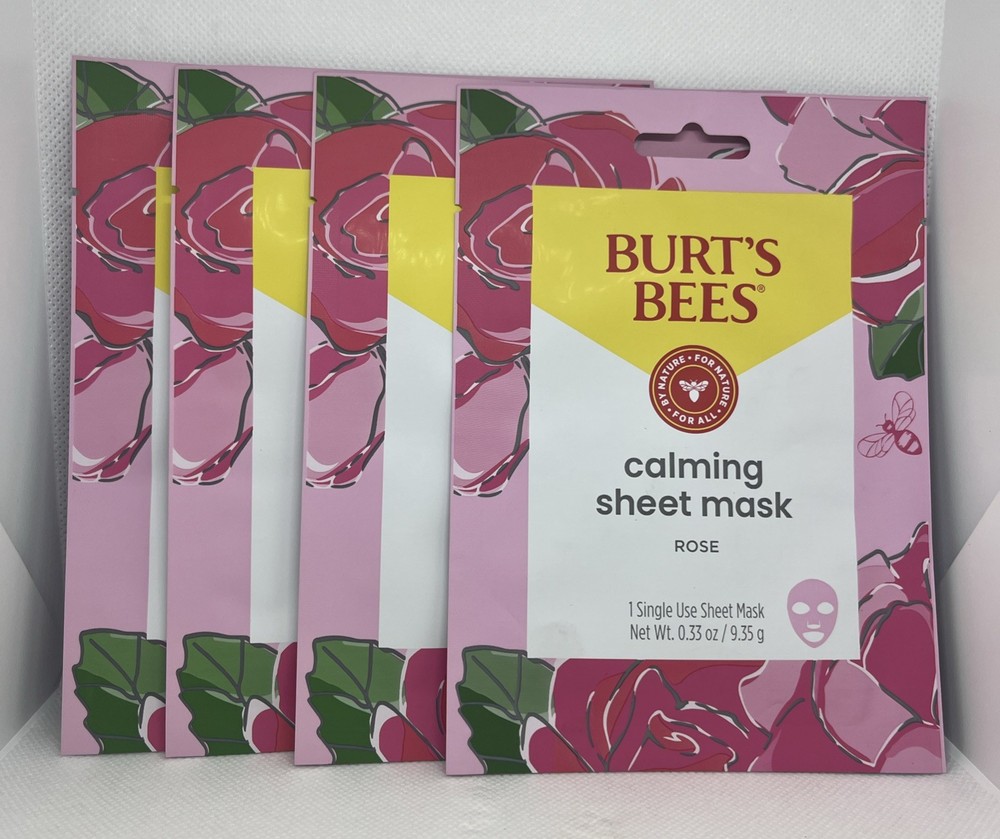 BURT'S
BEES®
BY NATURE • FOR NATURE • FOR ALL •
calming
sheet mask
ROSE
1 Single Use Sheet Mask
Net Wt. 0.33 oz / 9.35 g